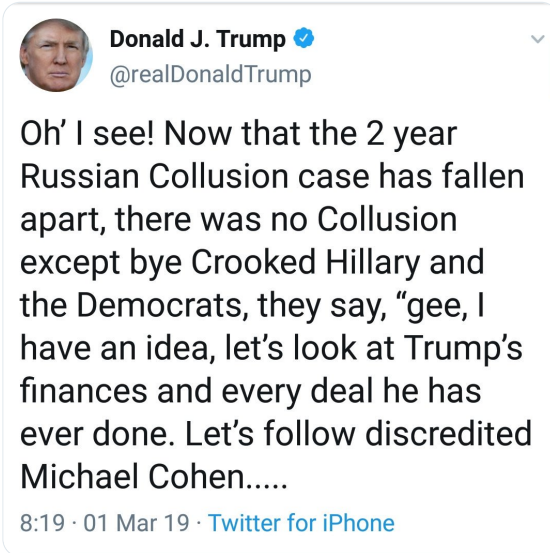 Donald J. Trump
@realDonaldTrump
Oh’ I see! Now that the 2 year
Russian Collusion case has fallen
apart, there was no Collusion
except bye Crooked Hillary and
the Democrats, they say, “gee, I
have an idea, let’s look at Trump’s
finances and every deal he has
ever done. Let’s follow discredited
Michael Cohen.....
8:19 · 01 Mar 19 · Twitter for iPhone